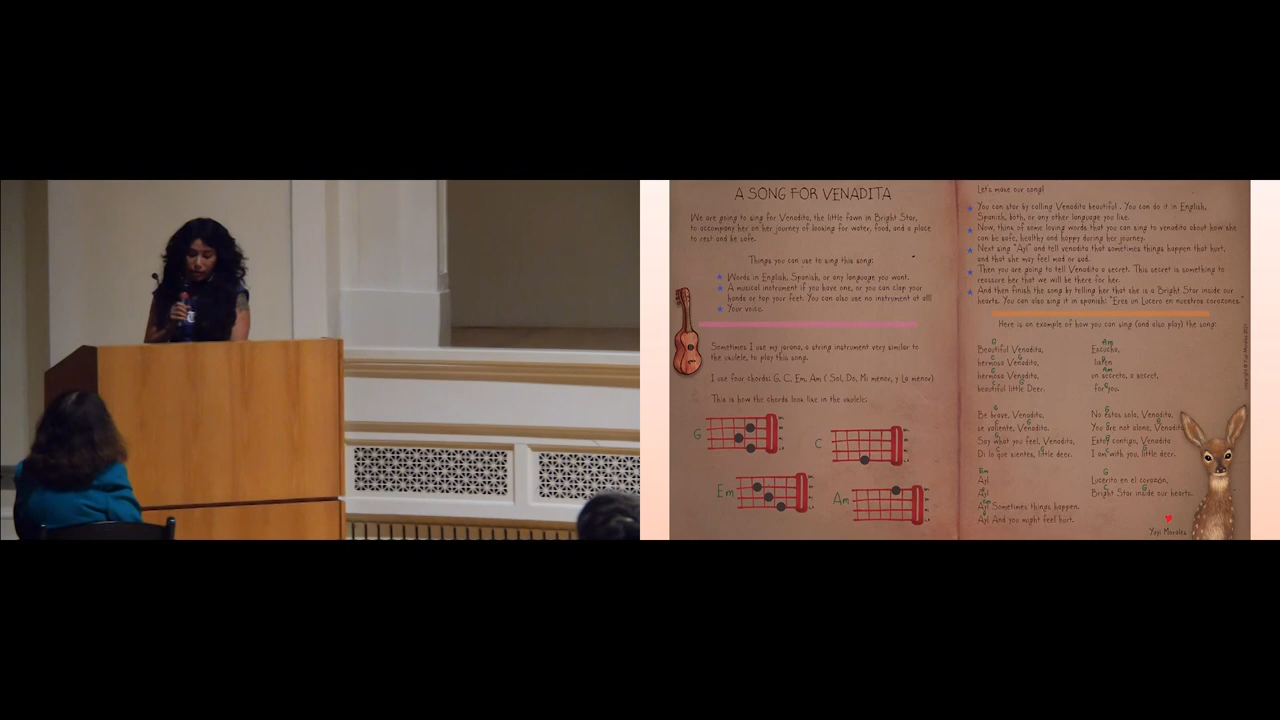 A SONG FOR VENADITA
We are going to sing for Venadita, the little fawn in Bright Star,
to accompany her on her journey of looking for water, food, and a place
to rest and be safe.
Things you can use to sing this song:
Words in English, Spanish, or any language you want.
A musical instrument if you have one, or you can clap your
hands or tap your feet. You can also use no instrument at all!
Your voice.
Sometimes I use my jarana, a string instrument very similar to
the ukulele, to play this song.
I use four chords: G, C, Em, Am ( Sol, Do, Mi menor, y La menor)
This is how the chords look like in the ukulele:
G
C
Em
Am
Let's make our song!
You can star by calling Venadita beautiful . You can do it in English,
Spanish, both, or any other language you like.
Now, think of some loving words that you can sing to venadita about how she
can be safe, healthy and happy during her journey.
Next sing "Ay!" and tell venadita that sometimes things happen that hurt,
and that she may feel mad or sad.
Then you are going to tell Venadita a secret. This secret is something to
reassure her that we will be there for her.
And then finish the song by telling her that she is a Bright Star inside our
hearts. You can also sing it in spanish: "Eres un Lucero en nuestros corazones."
Here is an example of how you can sing (and also play) the song:
G
Beautiful Venadita,
hermosa Venadita,
hermosa Venadita,
beautiful little Deer.
Be brave, Venadita,
se valiente, Venadita.
Say what you feel, Venadita,
Di lo que sientes, little deer.
Em
Ay!
Ay!
Ay! Sometimes things happen.
Ay! And you might feel hurt.
Am
Escucha,
listen
Am
un secreto, a secret,
for you.
No estas sola, Venadita,
You are not alone, Venadita
Estoy contigo, Venadita
I am with you, little deer.
G
Lucerito en el corazón,
Bright Star inside our hearts.
Yuyi Morales